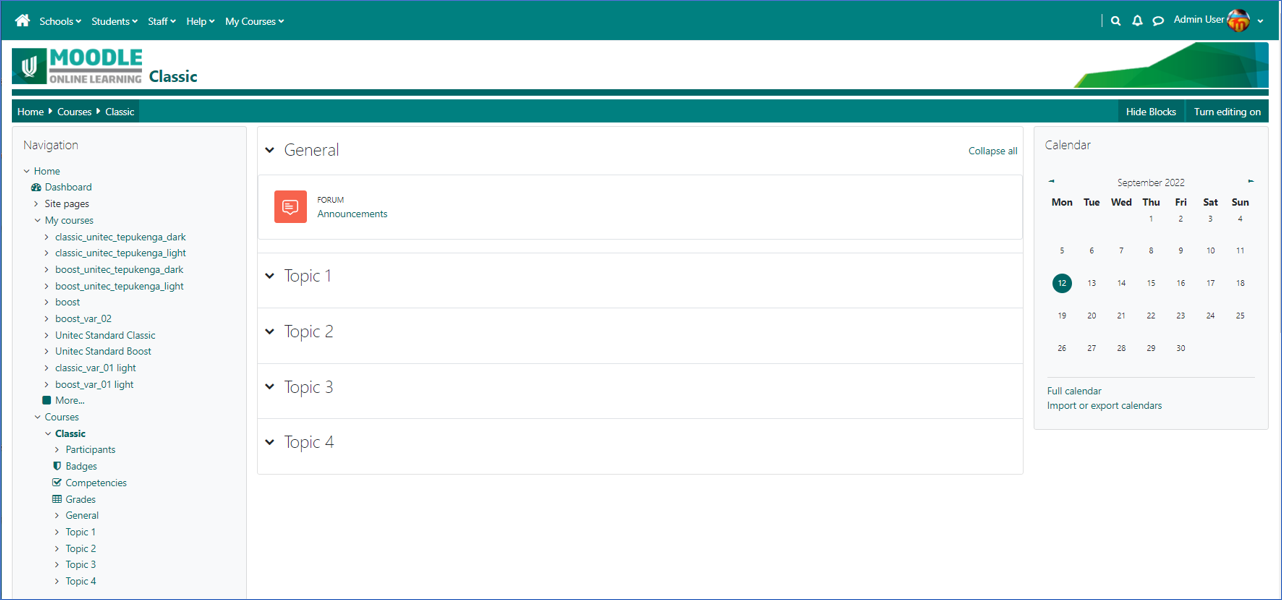 Schools Students Staff Help My Courses Admin User
MOODLE
ONLINE LEARNING Classic
Home Courses Classic Hide Blocks Turn editing on
Navigation
Home
Dashboard
Site pages
My courses
classic_unitec_tepukenga_dark
classic_unitec_tepukenga_light
boost_unitec_tepukenga_dark
boost_unitec_tepukenga_light
boost
boost_var_02
Unitec Standard Classic
Unitec Standard Boost
classic_var_01 light
boost_var_01 light
More...
Courses
Classic
Participants
Badges
Competencies
Grades
General
Topic 1
Topic 2
Topic 3
Topic 4
General Collapse all
FORUM
Announcements
Topic 1
Topic 2
Topic 3
Topic 4
Calendar
September 2022
Mon Tue Wed Thu Fri Sat Sun
1 2 3 4
5 6 7 8 9 10 11
12 13 14 15 16 17 18
19 20 21 22 23 24 25
26 27 28 29 30
Full calendar
Import or export calendars